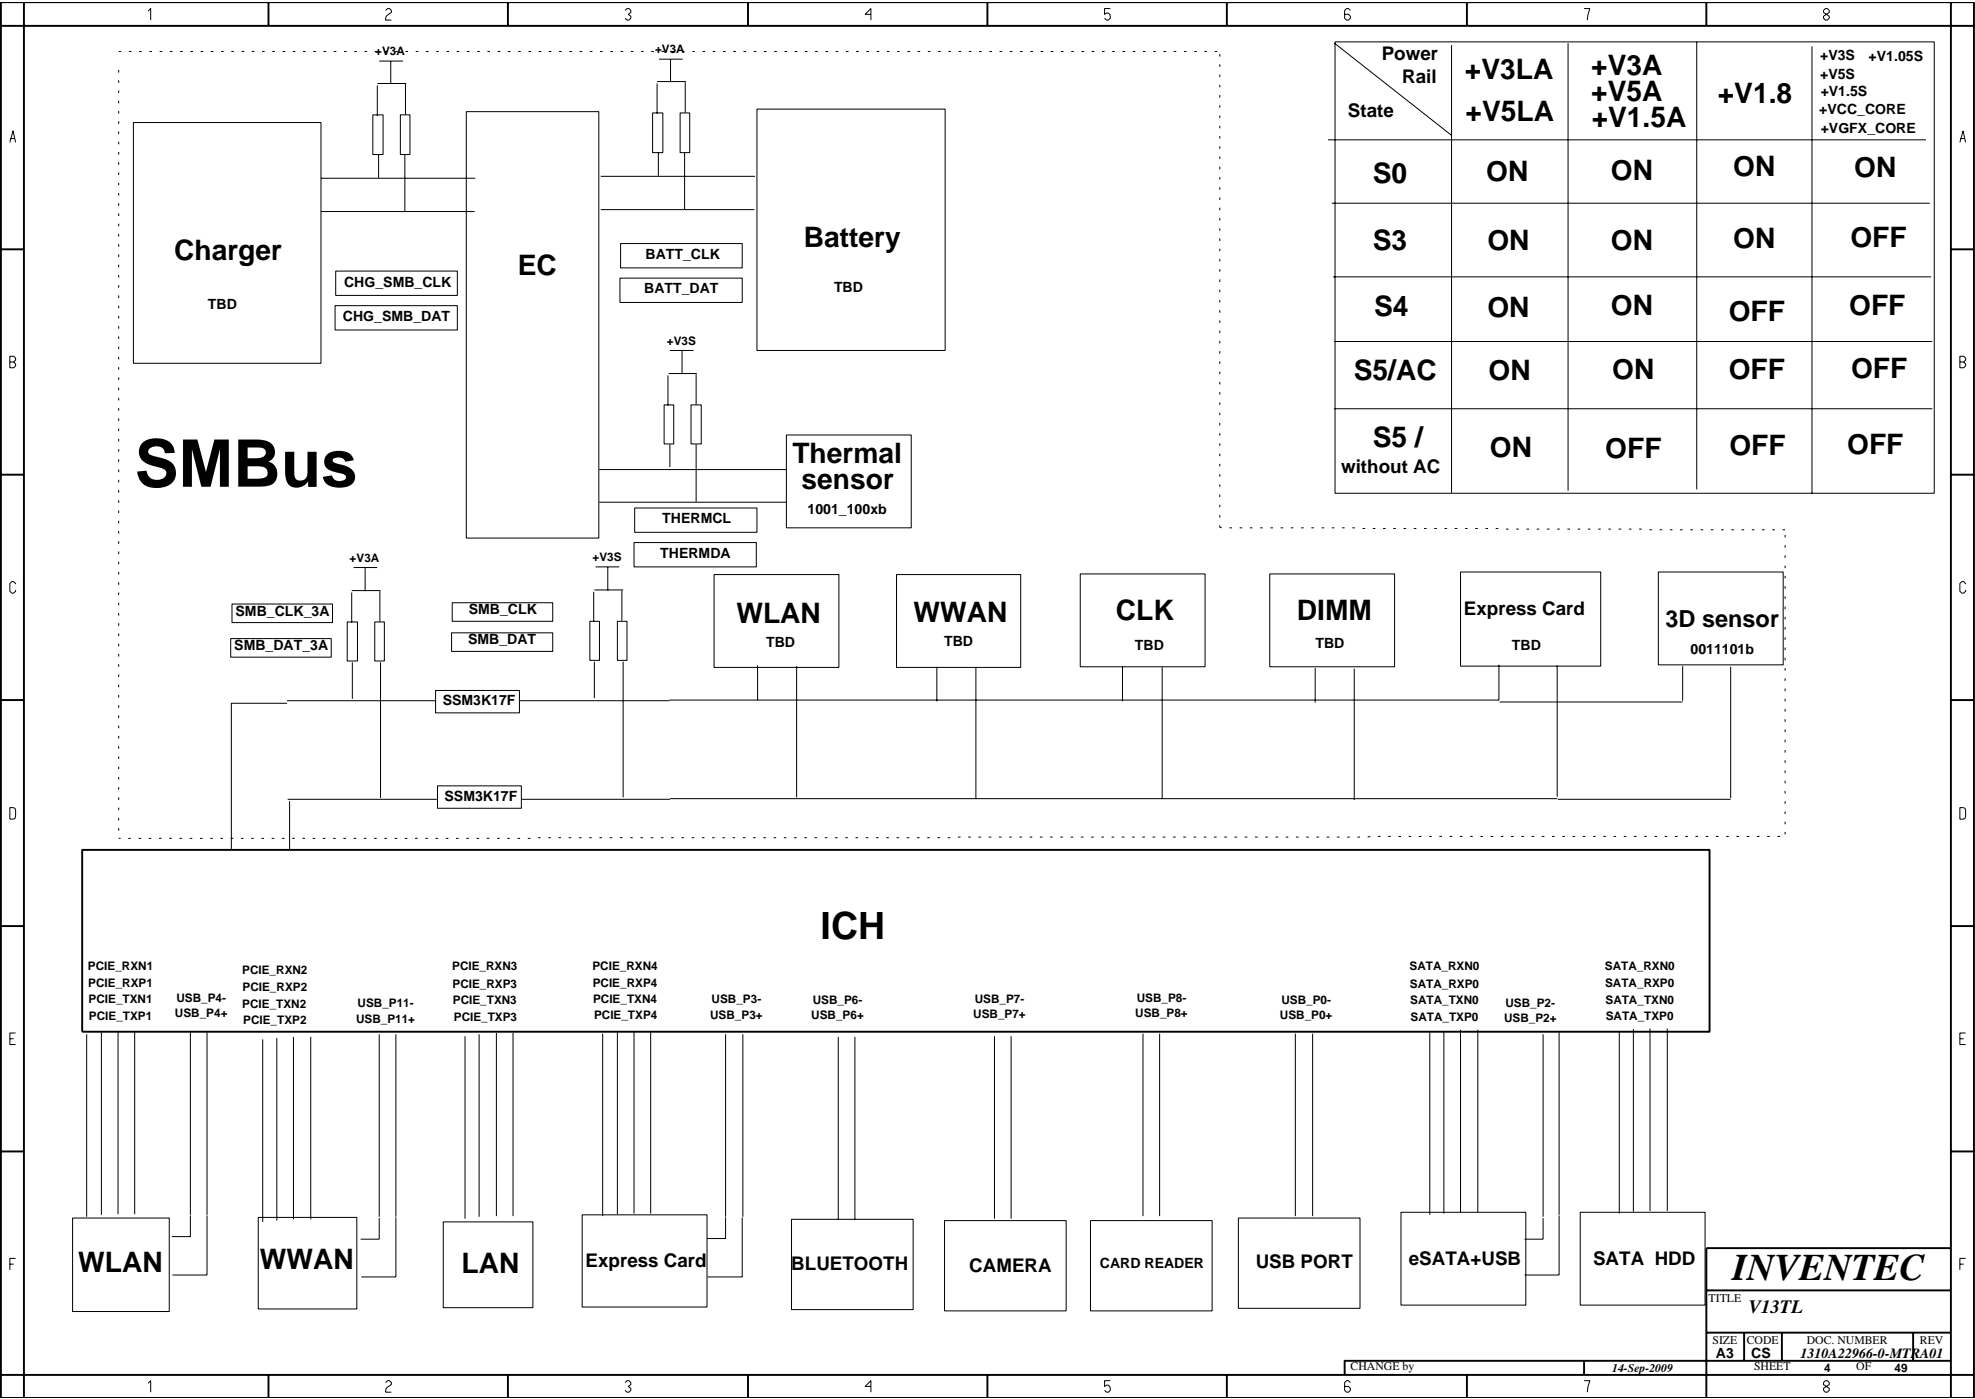 1 2 3 4 5 6 7 8
A
B
C
D
E
F
A
B
C
D
E
F
+V3A
+V3A
Charger
TBD
EC
Battery
TBD
CHG_SMB_CLK
CHG_SMB_DAT
BATT_CLK
BATT_DAT
+V3S
SMBus
Thermal
sensor
1001_100xb
THERMCL
THERMDA
Power
Rail
State
+V3LA
+V5LA
+V3A
+V5A
+V1.5A
+V1.8
+V3S +V1.05S
+V5S
+V1.5S
+VCC_CORE
+VGFX_CORE
S0 ON ON ON ON
S3 ON ON ON OFF
S4 ON ON OFF OFF
S5/AC ON ON OFF OFF
S5 /
without AC
ON OFF OFF OFF
+V3A
+V3S
SMB_CLK_3A
SMB_DAT_3A
SMB_CLK
SMB_DAT
WLAN
TBD
WWAN
TBD
CLK
TBD
DIMM
TBD
Express Card
TBD
3D sensor
0011101b
SSM3K17F
SSM3K17F
ICH
PCIE_RXN1
PCIE_RXP1
PCIE_TXN1
PCIE_TXP1
USB_P4-
USB_P4+
PCIE_RXN2
PCIE_RXP2
PCIE_TXN2
PCIE_TXP2
USB_P11-
USB_P11+
PCIE_RXN3
PCIE_RXP3
PCIE_TXN3
PCIE_TXP3
PCIE_RXN4
PCIE_RXP4
PCIE_TXN4
PCIE_TXP4
USB_P3-
USB_P3+
USB_P6-
USB_P6+
USB_P7-
USB_P7+
USB_P8-
USB_P8+
USB_P0-
USB_P0+
SATA_RXN0
SATA_RXP0
SATA_TXN0
SATA_TXP0
USB_P2-
USB_P2+
SATA_RXN0
SATA_RXP0
SATA_TXN0
SATA_TXP0
WLAN
WWAN
LAN
Express Card
BLUETOOTH
CAMERA
CARD READER
USB PORT
eSATA+USB
SATA HDD
INVENTEC
TITLE
V13TL
SIZE CODE DOC. NUMBER REV
A3 CS 1310A22966-0-MTRA01
CHANGE by 14-Sep-2009 SHEET 4 OF 49
1 2 3 4 5 6 7 8